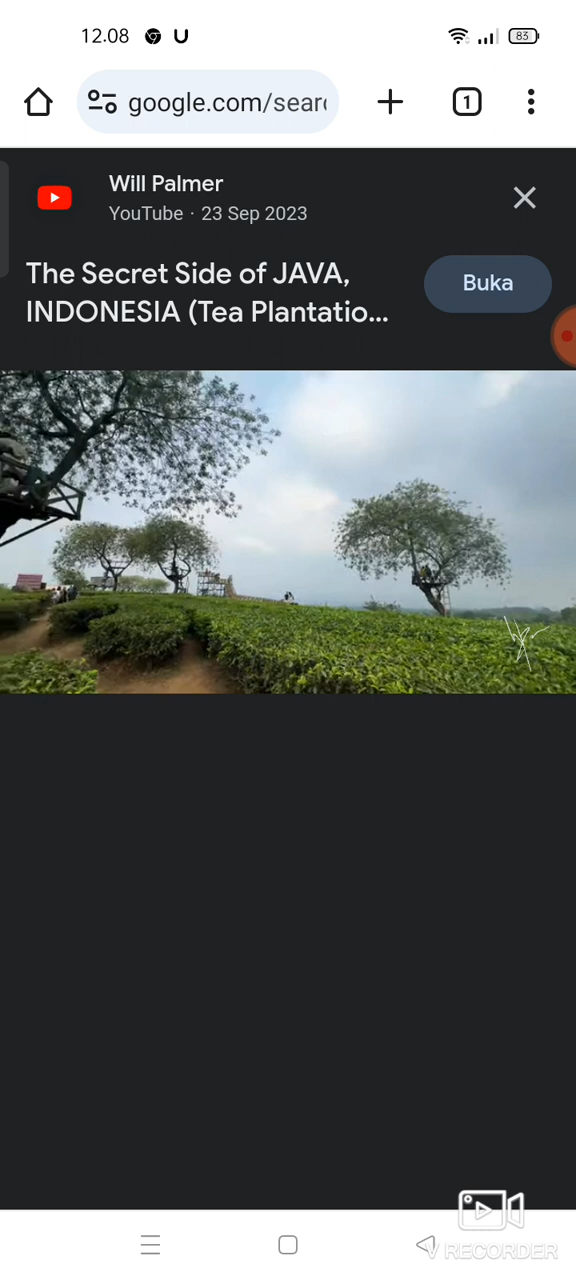 12.08
83
google.com/sear
1
Will Palmer
YouTube · 23 Sep 2023
The Secret Side of JAVA,
INDONESIA (Tea Plantatio...
Buka
V RECORDER